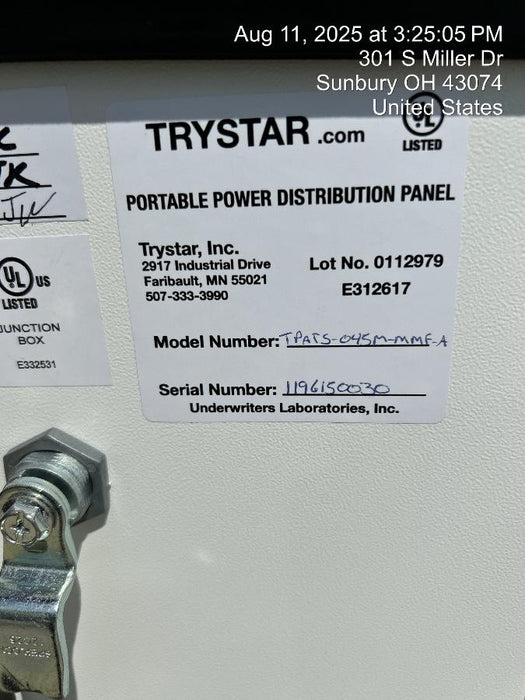 Aug 11, 2025 at 3:25:05 PM
301 S Miller Dr
Sunbury OH 43074
United States
TRYSTAR.com
UL
LISTED
PORTABLE POWER DISTRIBUTION PANEL
Trystar, Inc.
2917 Industrial Drive
Faribault, MN 55021
507-333-3990
Lot No. 0112979
E312617
Model Number: TPATS-045M-MMF-A
Serial Number: 1196150030
Underwriters Laboratories, Inc.
JW
UL US
LISTED
JUNCTION
BOX
E332531